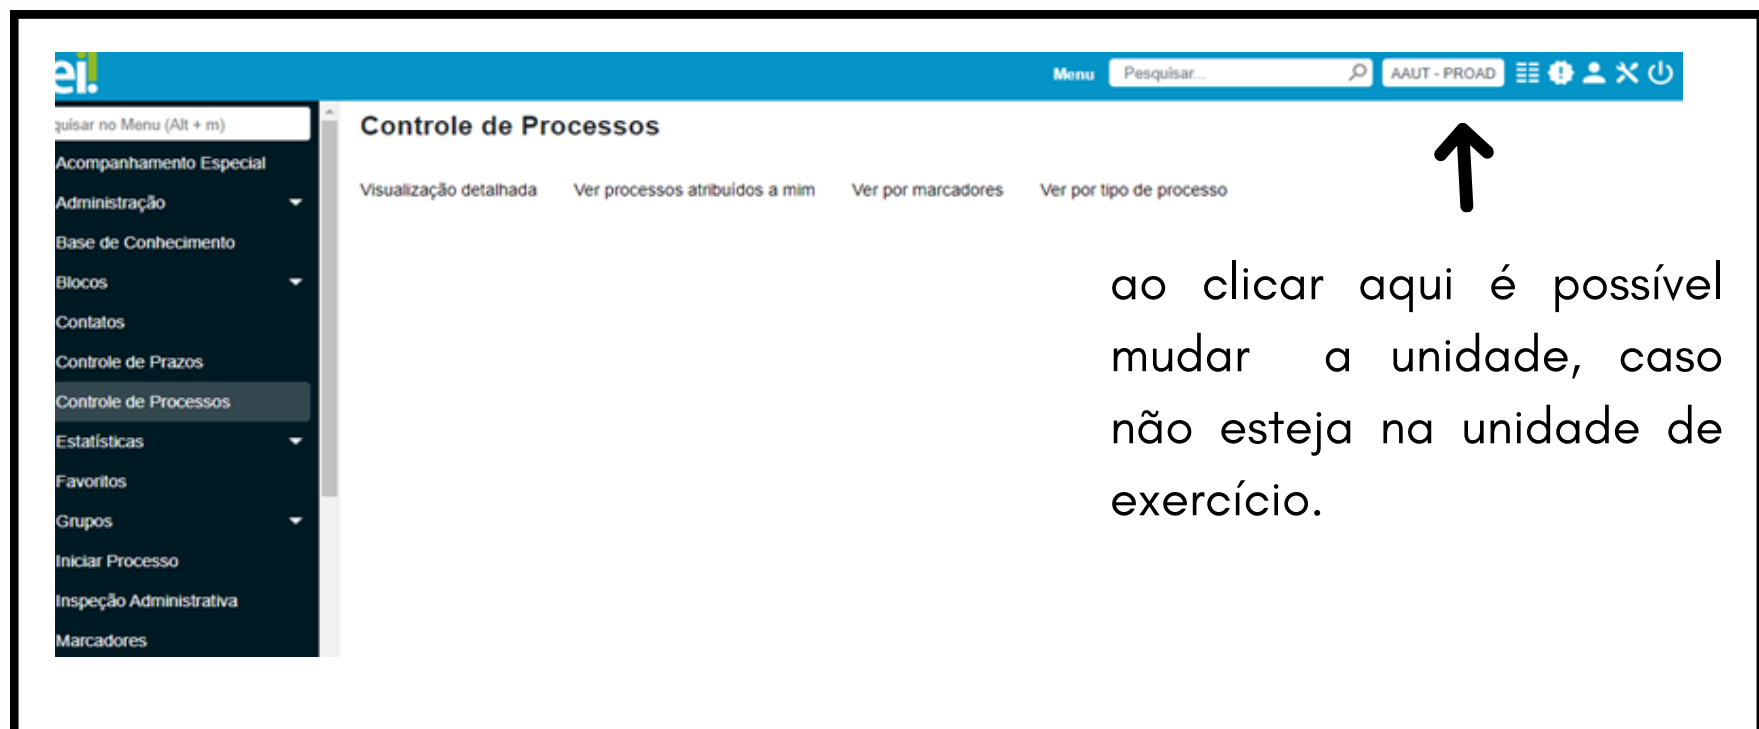 ei!
Menu
Pesquisar...
AAUT - PROAD
quisar no Menu (Alt + m)
Acompanhamento Especial
Administração
Base de Conhecimento
Blocos
Contatos
Controle de Prazos
Controle de Processos
Estatísticas
Favoritos
Grupos
Iniciar Processo
Inspeção Administrativa
Marcadores
Controle de Processos
Visualização detalhada
Ver processos atribuídos a mim
Ver por marcadores
Ver por tipo de processo
ao clicar aqui é possível
mudar a unidade, caso
não esteja na unidade de
exercício.